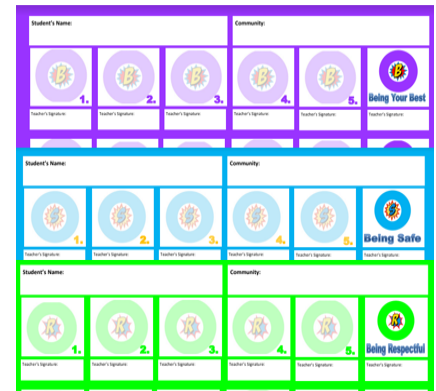 Student's Name: Community:
B B B B B B
1. 2. 3. 4. 5. Being Your Best
Teacher's Signature: Teacher's Signature: Teacher's Signature: Teacher's Signature: Teacher's Signature: Teacher's Signature:
Student's Name: Community:
S S S S S S
1. 2. 3. 4. 5. Being Safe
Teacher's Signature: Teacher's Signature: Teacher's Signature: Teacher's Signature: Teacher's Signature: Teacher's Signature:
Student's Name: Community:
R R R R R R
1. 2. 3. 4. 5. Being Respectful
Teacher's Signature: Teacher's Signature: Teacher's Signature: Teacher's Signature: Teacher's Signature: Teacher's Signature: